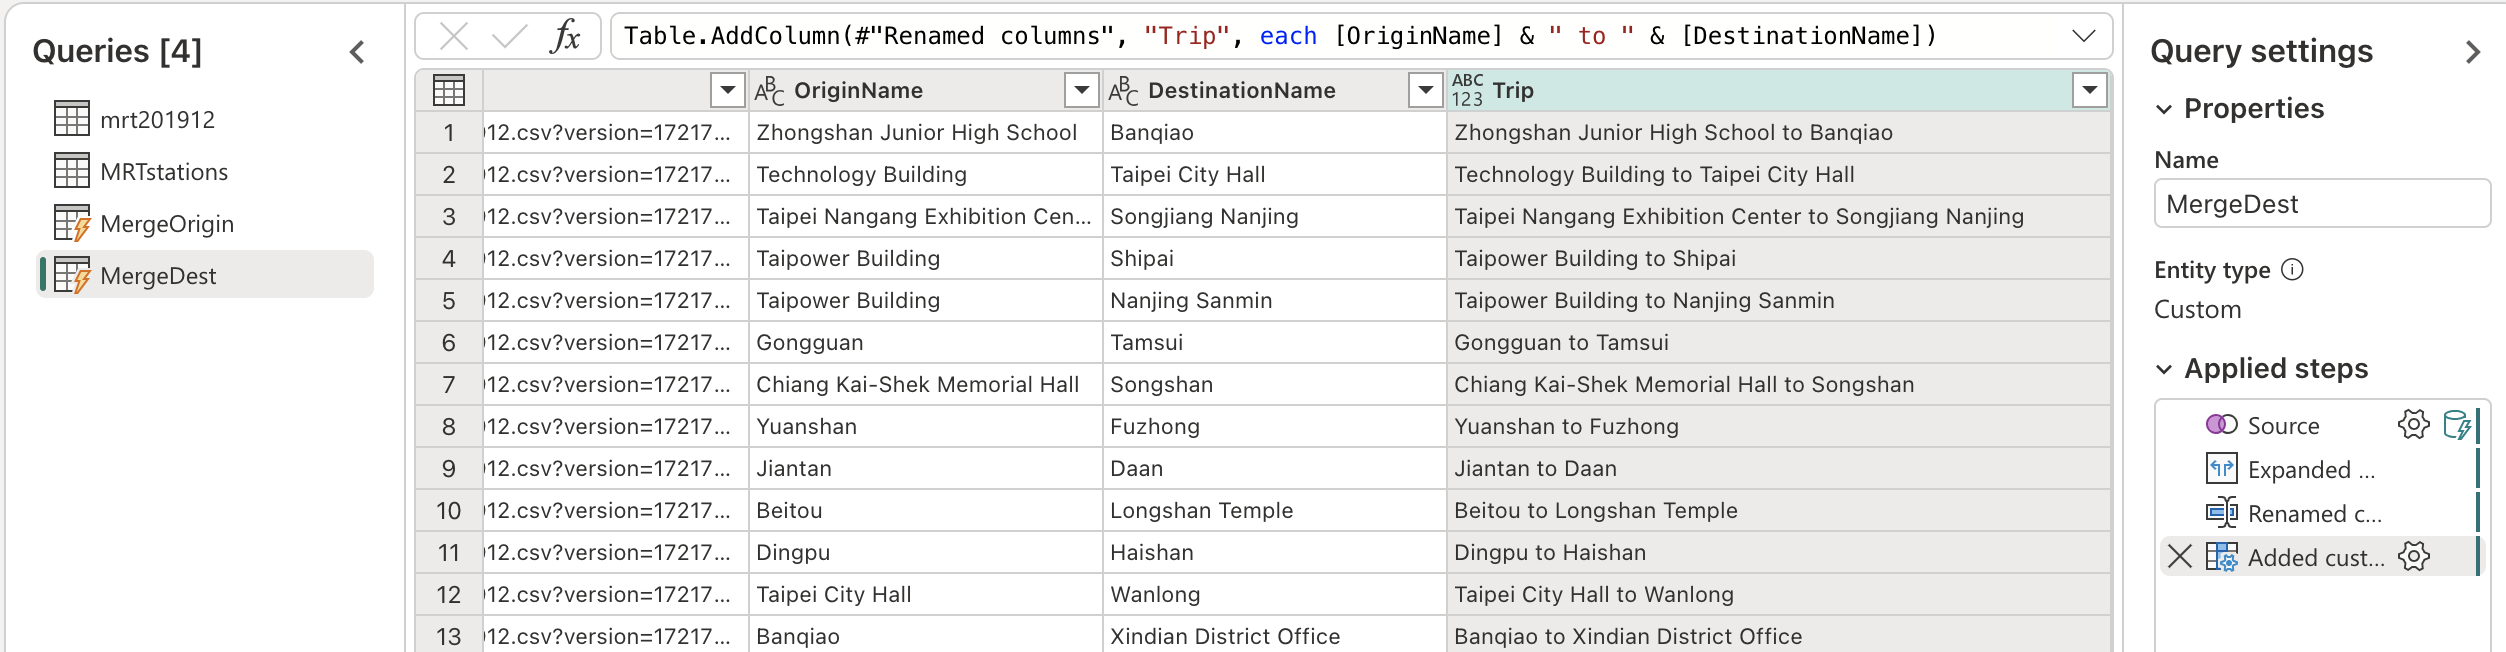 Queries [4]
mrt201912
MRTstations
MergeOrigin
MergeDest
fx Table.AddColumn(#"Renamed columns", "Trip", each [OriginName] & " to " & [DestinationName])
ABC OriginName ABC DestinationName ABC 123 Trip
1 12.csv?version=17217... Zhongshan Junior High School Banqiao Zhongshan Junior High School to Banqiao
2 12.csv?version=17217... Technology Building Taipei City Hall Technology Building to Taipei City Hall
3 12.csv?version=17217... Taipei Nangang Exhibition Cen... Songjiang Nanjing Taipei Nangang Exhibition Center to Songjiang Nanjing
4 12.csv?version=17217... Taipower Building Shipai Taipower Building to Shipai
5 12.csv?version=17217... Taipower Building Nanjing Sanmin Taipower Building to Nanjing Sanmin
6 12.csv?version=17217... Gongguan Tamsui Gongguan to Tamsui
7 12.csv?version=17217... Chiang Kai-Shek Memorial Hall Songshan Chiang Kai-Shek Memorial Hall to Songshan
8 12.csv?version=17217... Yuanshan Fuzhong Yuanshan to Fuzhong
9 12.csv?version=17217... Jiantan Daan Jiantan to Daan
10 12.csv?version=17217... Beitou Longshan Temple Beitou to Longshan Temple
11 12.csv?version=17217... Dingpu Haishan Dingpu to Haishan
12 12.csv?version=17217... Taipei City Hall Wanlong Taipei City Hall to Wanlong
13 12.csv?version=17217... Banqiao Xindian District Office Banqiao to Xindian District Office
Query settings
Properties
Name
MergeDest
Entity type
Custom
Applied steps
Source
Expanded ...
Renamed c...
Added cust...